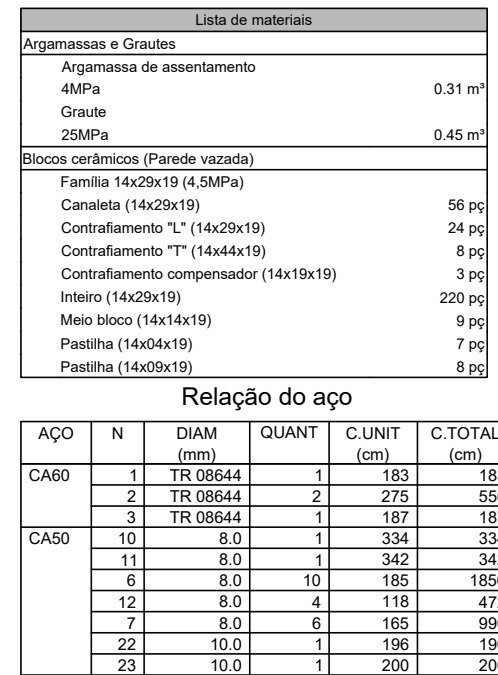 Lista de materiais
Argamassas e Grautes
Argamassa de assentamento
4MPa 0.31 m³
Graute
25MPa 0.45 m³
Blocos cerâmicos (Parede vazada)
Família 14x29x19 (4,5MPa)
Canaleta (14x29x19) 56 pç
Contrafiamento "L" (14x29x19) 24 pç
Contrafiamento "T" (14x44x19) 8 pç
Contrafiamento compensador (14x19x19) 3 pç
Inteiro (14x29x19) 220 pç
Meio bloco (14x14x19) 9 pç
Pastilha (14x04x19) 7 pç
Pastilha (14x09x19) 8 pç
Relação do aço
AÇO N DIAM QUANT C.UNIT C.TOTAL
(mm) (cm) (cm)
CA60 1 TR 08644 1 183
2 TR 08644 2 275
3 TR 08644 1 187
CA50 10 8.0 1 334
11 8.0 1 342
6 8.0 10 185
12 8.0 4 118
7 8.0 6 165
22 10.0 1 196
23 10.0 1 200